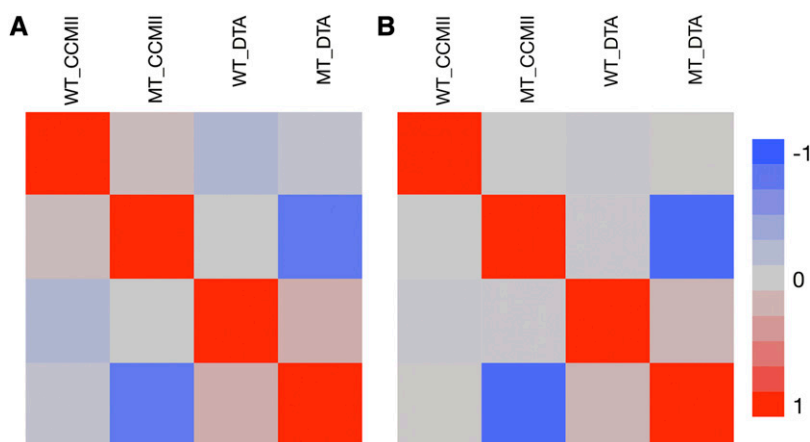 A
WT_CCMII
MT_CCMII
WT_DTA
MT_DTA
B
WT_CCMII
MT_CCMII
WT_DTA
MT_DTA
-1
0
1